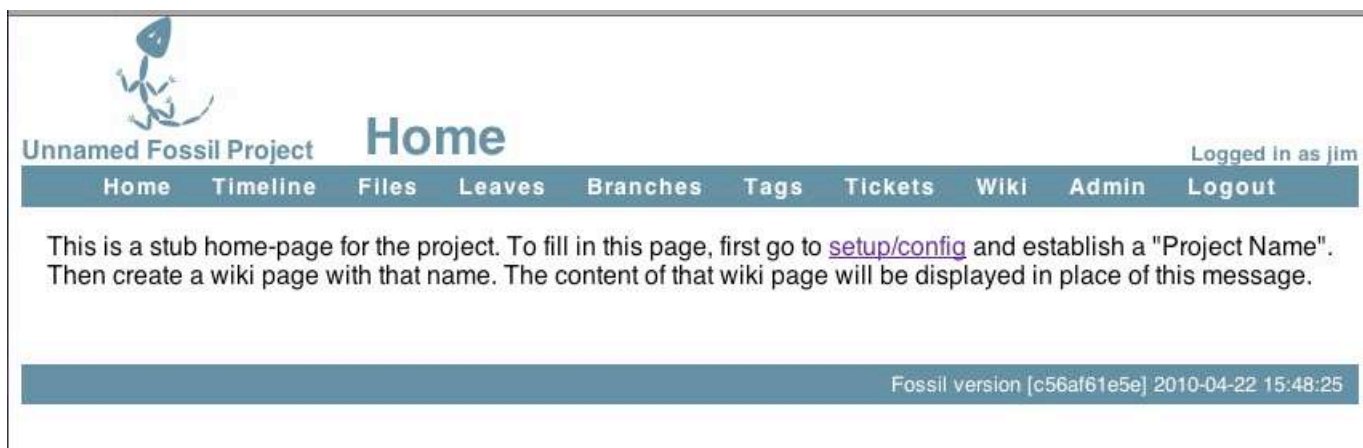 Unnamed Fossil Project
Home
Logged in as jim
Home Timeline Files Leaves Branches Tags Tickets Wiki Admin Logout
This is a stub home-page for the project. To fill in this page, first go to setup/config and establish a "Project Name".
Then create a wiki page with that name. The content of that wiki page will be displayed in place of this message.
Fossil version [c56af61e5e] 2010-04-22 15:48:25